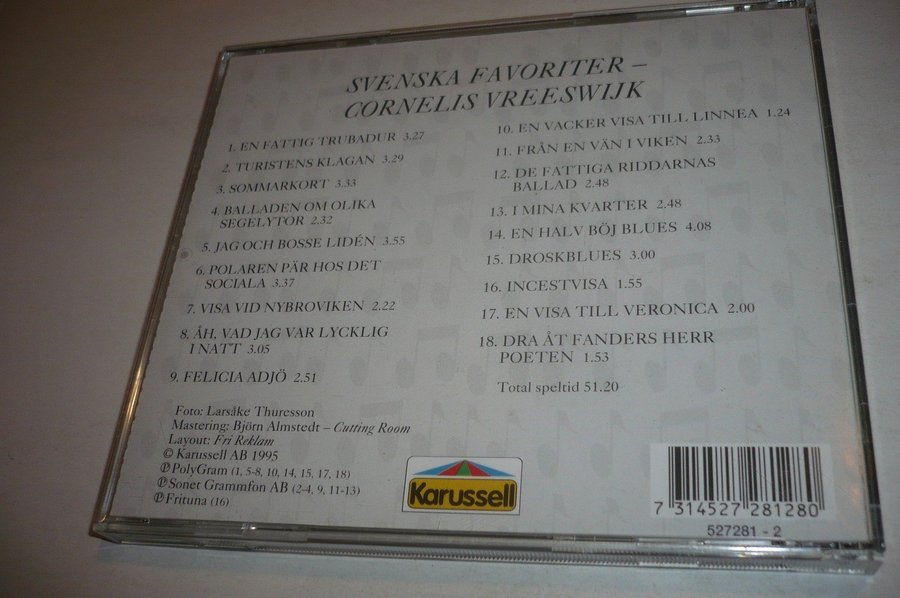 SVENSKA FAVORITER –
CORNELIS VREESWIJK
1. EN FATTIG TRUBADUR 3.27
2. TURISTENS KLAGAN 3.29
3. SOMMARKORT 3.33
4. BALLADEN OM OLIKA
SEGELYTOR 2.32
5. JAG OCH BOSSE LIDÉN 3.55
6. POLAREN PÄR HOS DET
SOCIALA 3.37
7. VISA VID NYBROVIKEN 2.22
8. ÅH, VAD JAG VAR LYCKLIG
I NATT 3.05
9. FELICIA ADJÖ 2.51
10. EN VACKER VISA TILL LINNEA 1.24
11. FRÅN EN VÄN I VIKEN 2.33
12. DE FATTIGA RIDDARNAS
BALLAD 2.48
13. I MINA KVARTER 2.48
14. EN HALV BÖJ BLUES 4.08
15. DROSKBLUES 3.00
16. INCESTVISA 1.55
17. EN VISA TILL VERONICA 2.00
18. DRA ÅT FANDERS HERR
POETEN 1.53
Total speltid 51.20
Foto: Larsåke Thuresson
Mastering: Björn Almstedt – Cutting Room
Layout: Fri Reklam
© Karussell AB 1995
℗ PolyGram (1, 5-8, 10, 14, 15, 17, 18)
℗ Sonet Grammfon AB (2-4, 9, 11-13)
℗ Frituna (16)
Karussell
7 314527 281280
527281 - 2